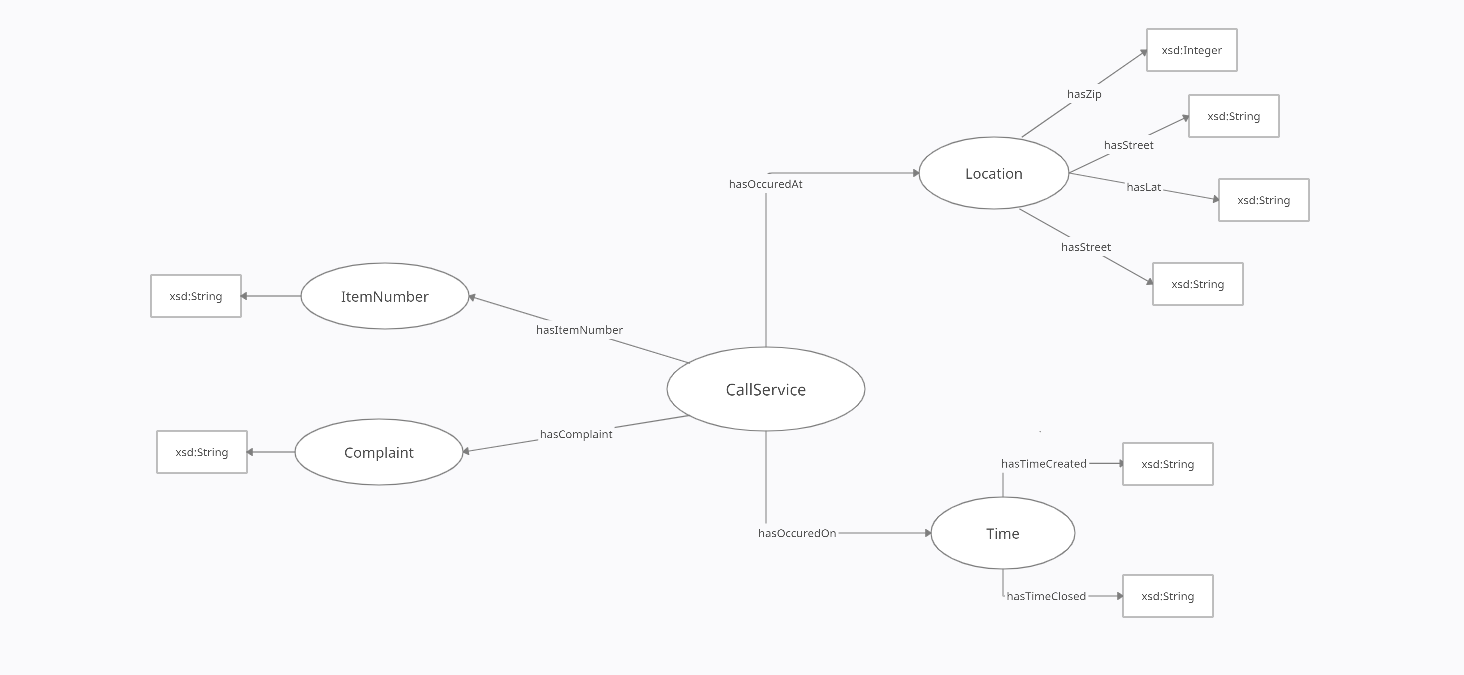 xsd:Integer
hasZip
xsd:String
hasStreet
Location
hasOccuredAt
hasLat
xsd:String
hasStreet
xsd:String
xsd:String
ItemNumber
hasItemNumber
CallService
hasComplaint
xsd:String
Complaint
hasTimeCreated
xsd:String
hasOccuredOn
Time
hasTimeClosed
xsd:String